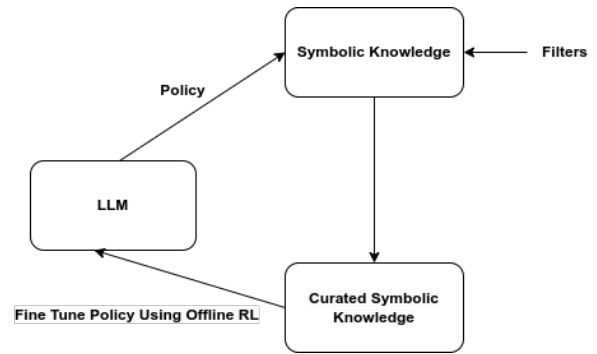 Symbolic Knowledge
Filters
Policy
LLM
Curated Symbolic
Knowledge
Fine Tune Policy Using Offline RL